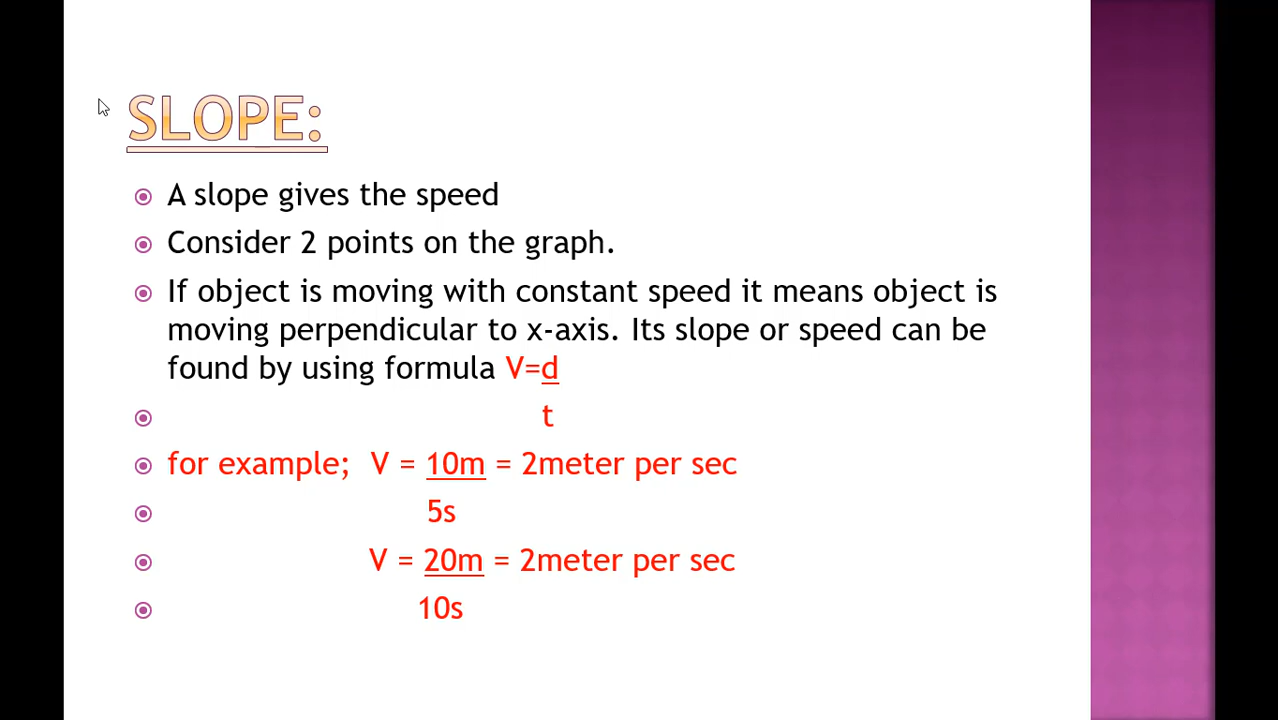 SLOPE:
A slope gives the speed
Consider 2 points on the graph.
If object is moving with constant speed it means object is
moving perpendicular to x-axis. Its slope or speed can be
found by using formula V=d
t
for example; V = 10m = 2meter per sec
5s
V = 20m = 2meter per sec
10s